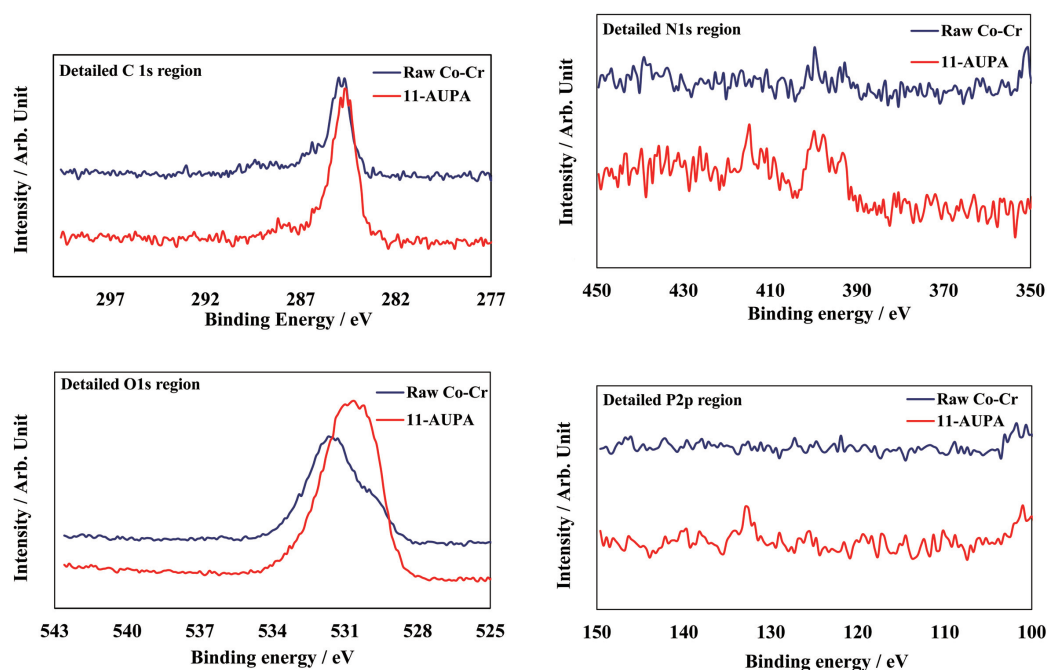 Detailed C 1s region
Raw Co-Cr
11-AUPA
Intensity / Arb. Unit
297 292 287 282 277
Binding Energy / eV
Detailed N1s region
Raw Co-Cr
11-AUPA
Intensity / Arb. Unit
450 430 410 390 370 350
Binding energy / eV
Detailed O1s region
Raw Co-Cr
11-AUPA
Intensity / Arb. Unit
543 540 537 534 531 528 525
Binding energy / eV
Detailed P2p region
Raw Co-Cr
11-AUPA
Intensity / Arb. Unit
150 140 130 120 110 100
Binding energy / eV